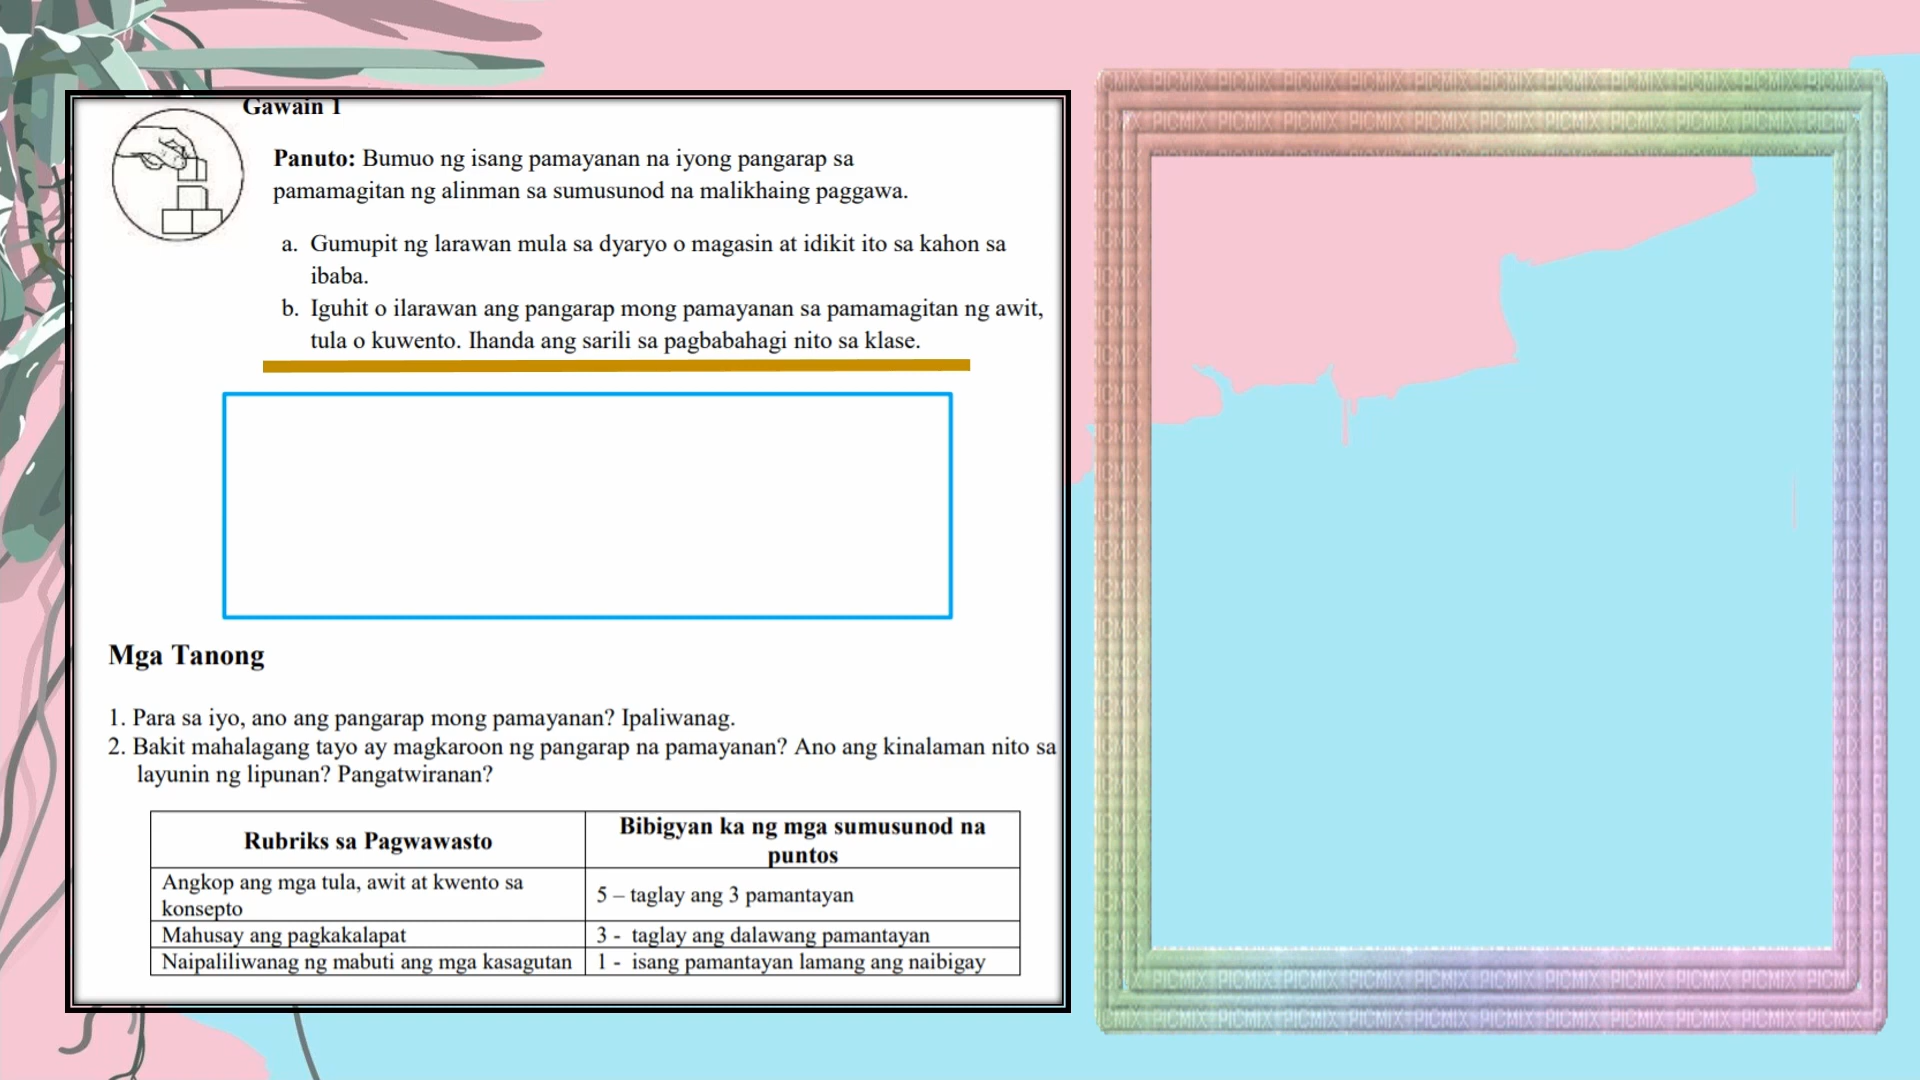 Gawain 1
Panuto: Bumuo ng isang pamayanan na iyong pangarap sa
pamamagitan ng alinman sa sumusunod na malikhaing paggawa.
a. Gumupit ng larawan mula sa dyaryo o magasin at idikit ito sa kahon sa
ibaba.
b. Iguhit o ilarawan ang pangarap mong pamayanan sa pamamagitan ng awit,
tula o kuwento. Ihanda ang sarili sa pagbabahagi nito sa klase.
Mga Tanong
1. Para sa iyo, ano ang pangarap mong pamayanan? Ipaliwanag.
2. Bakit mahalagang tayo ay magkaroon ng pangarap na pamayanan? Ano ang kinalaman nito sa
layunin ng lipunan? Pangatwiranan?
Rubriks sa Pagwawasto
Bibigyan ka ng mga sumusunod na
puntos
Angkop ang mga tula, awit at kwento sa
konsepto
5 – taglay ang 3 pamantayan
Mahusay ang pagkakalapat
3 - taglay ang dalawang pamantayan
Naipaliliwanag ng mabuti ang mga kasagutan
1 - isang pamantayan lamang ang naibigay